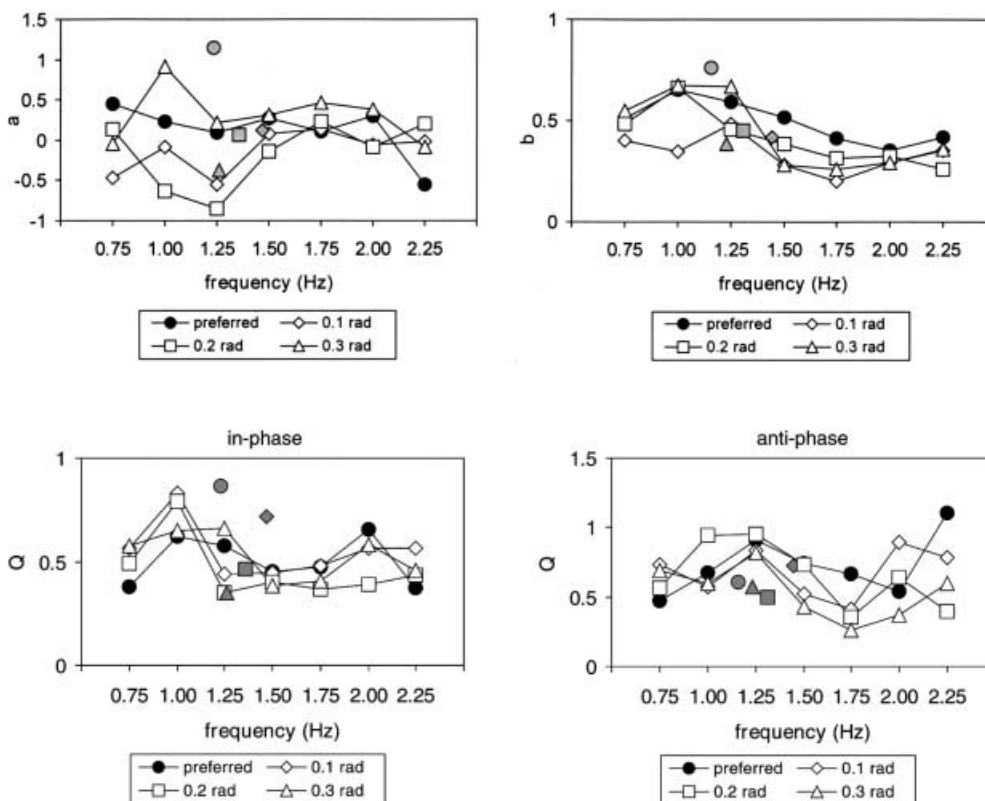 1.5
1
0.5
0
-0.5
-1
a
0.75 1.00 1.25 1.50 1.75 2.00 2.25
frequency (Hz)
preferred 0.1 rad
0.2 rad 0.3 rad
1
0.5
0
b
0.75 1.00 1.25 1.50 1.75 2.00 2.25
frequency (Hz)
preferred 0.1 rad
0.2 rad 0.3 rad
in-phase
1
0.5
0
Q
0.75 1.00 1.25 1.50 1.75 2.00 2.25
frequency (Hz)
preferred 0.1 rad
0.2 rad 0.3 rad
anti-phase
1.5
1
0.5
0
Q
0.75 1.00 1.25 1.50 1.75 2.00 2.25
frequency (Hz)
preferred 0.1 rad
0.2 rad 0.3 rad